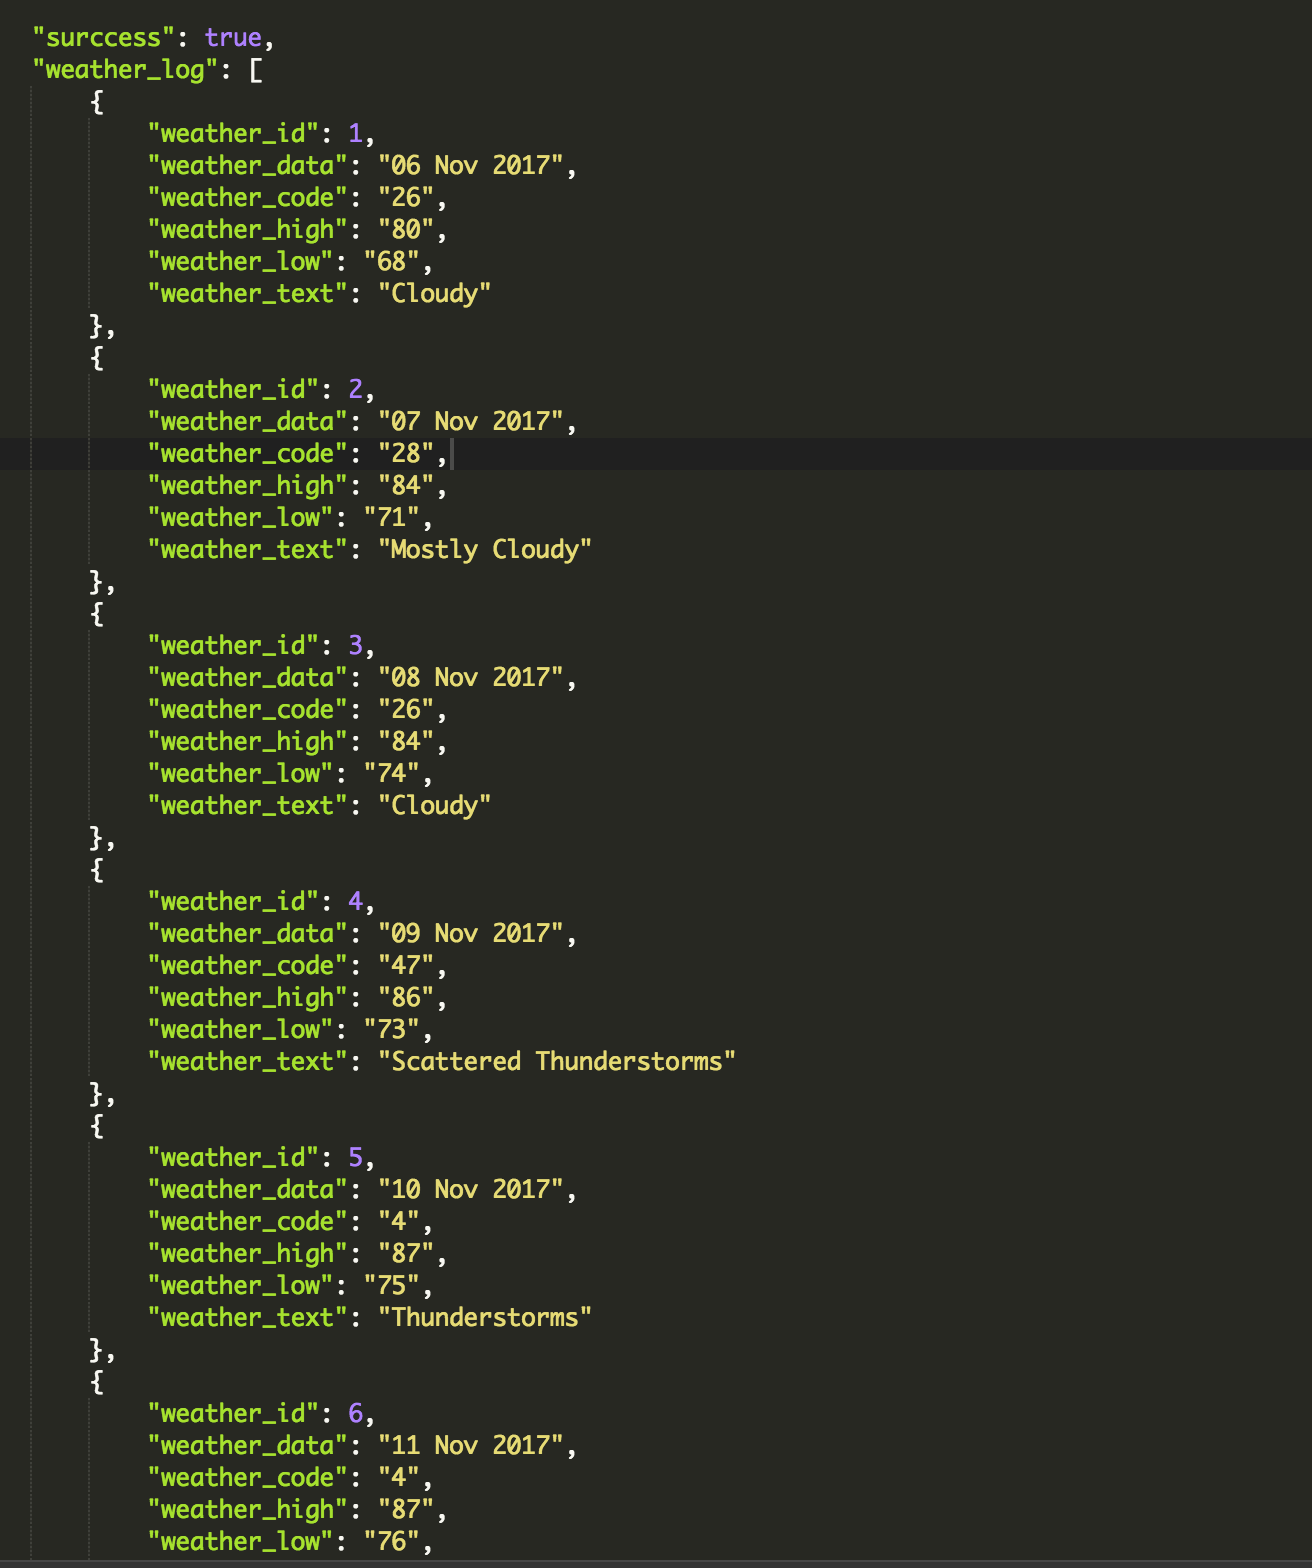 "surccess": true,
"weather_log": [
{
"weather_id": 1,
"weather_data": "06 Nov 2017",
"weather_code": "26",
"weather_high": "80",
"weather_low": "68",
"weather_text": "Cloudy"
},
{
"weather_id": 2,
"weather_data": "07 Nov 2017",
"weather_code": "28",
"weather_high": "84",
"weather_low": "71",
"weather_text": "Mostly Cloudy"
},
{
"weather_id": 3,
"weather_data": "08 Nov 2017",
"weather_code": "26",
"weather_high": "84",
"weather_low": "74",
"weather_text": "Cloudy"
},
{
"weather_id": 4,
"weather_data": "09 Nov 2017",
"weather_code": "47",
"weather_high": "86",
"weather_low": "73",
"weather_text": "Scattered Thunderstorms"
},
{
"weather_id": 5,
"weather_data": "10 Nov 2017",
"weather_code": "4",
"weather_high": "87",
"weather_low": "75",
"weather_text": "Thunderstorms"
},
{
"weather_id": 6,
"weather_data": "11 Nov 2017",
"weather_code": "4",
"weather_high": "87",
"weather_low": "76",